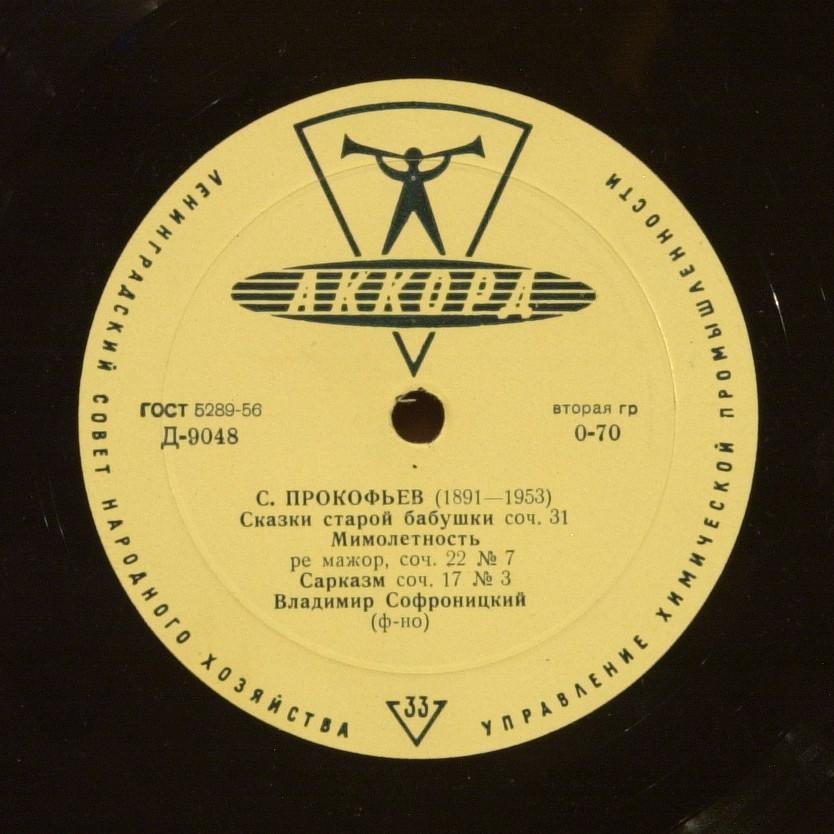 ЛЕНИНГРАДСКИЙ СОВЕТ НАРОДНОГО ХОЗЯЙСТВА
УПРАВЛЕНИЕ ХИМИЧЕСКОЙ ПРОМЫШЛЕННОСТИ
АККОРД
ГОСТ 5289-56
Д-9048
вторая гр
0-70
С. ПРОКОФЬЕВ (1891—1953)
Сказки старой бабушки соч. 31
Мимолетность
ре мажор, соч. 22 № 7
Сарказм соч. 17 № 3
Владимир Софроницкий
(ф-но)
33